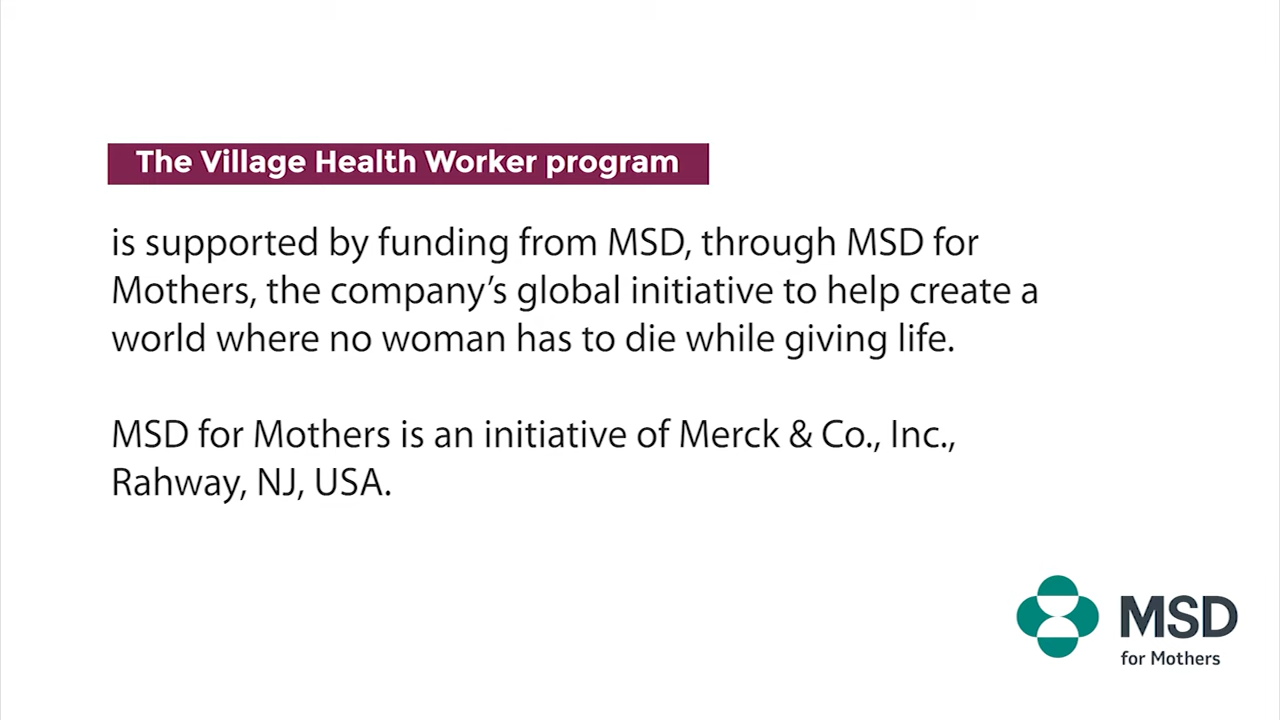 The Village Health Worker program
is supported by funding from MSD, through MSD for
Mothers, the company’s global initiative to help create a
world where no woman has to die while giving life.
MSD for Mothers is an initiative of Merck & Co., Inc.,
Rahway, NJ, USA.
MSD
for Mothers